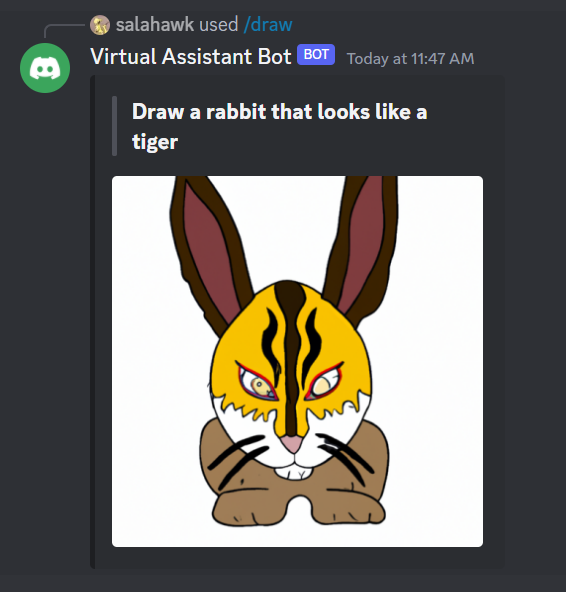 salahawk used /draw
Virtual Assistant Bot BOT Today at 11:47 AM
Draw a rabbit that looks like a
tiger